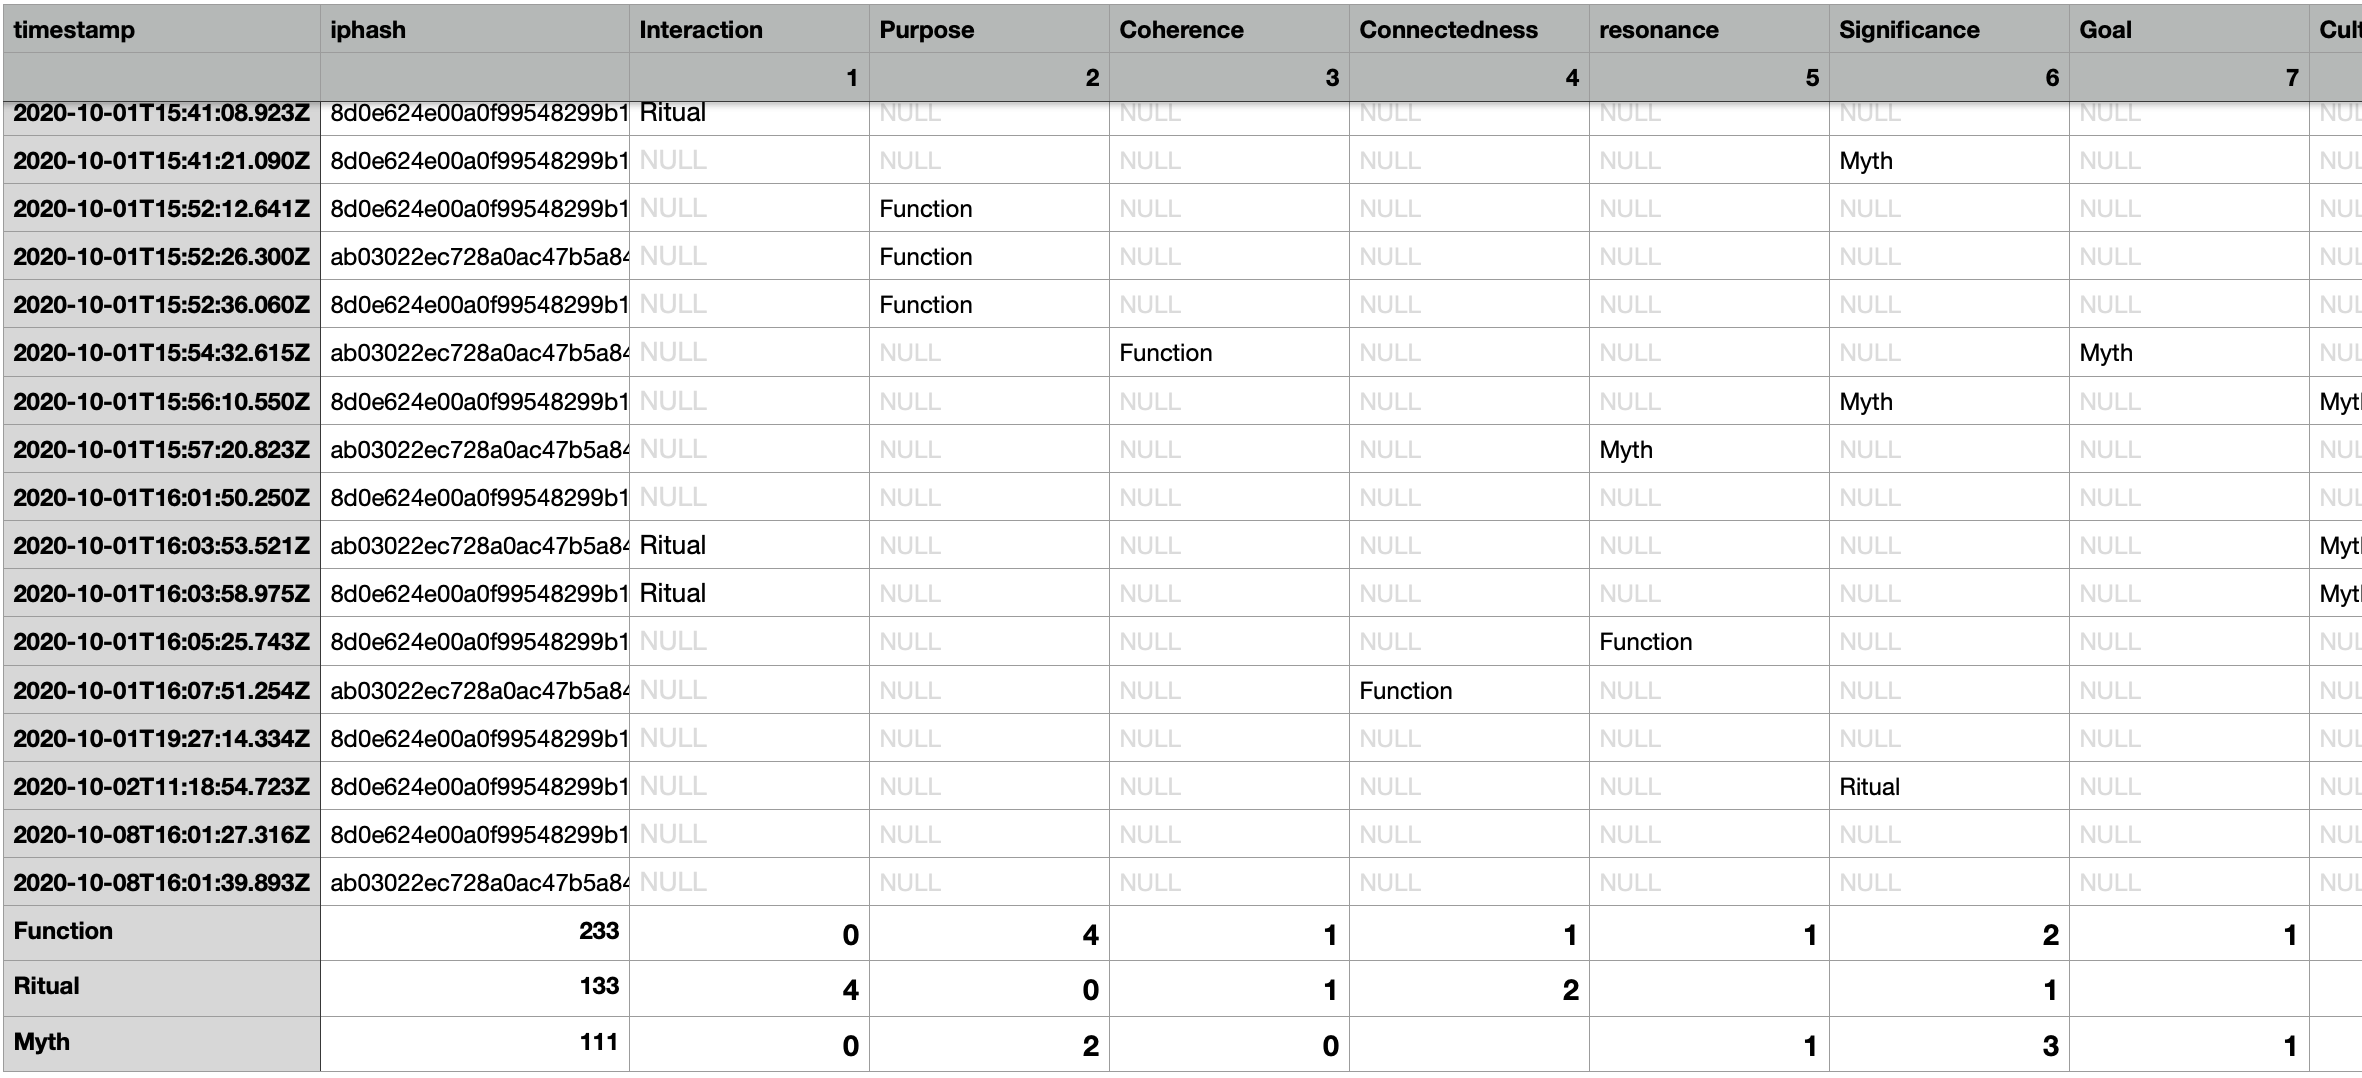 timestamp iphash Interaction Purpose Coherence Connectedness resonance Significance Goal Cult
1 2 3 4 5 6 7
2020-10-01T15:41:08.923Z 8d0e624e00a0f99548299b1 Ritual NULL NULL NULL NULL NULL NULL NUL
2020-10-01T15:41:21.090Z 8d0e624e00a0f99548299b1 NULL NULL NULL NULL NULL Myth NULL NUL
2020-10-01T15:52:12.641Z 8d0e624e00a0f99548299b1 NULL Function NULL NULL NULL NULL NULL NUL
2020-10-01T15:52:26.300Z ab03022ec728a0ac47b5a84 NULL Function NULL NULL NULL NULL NULL NUL
2020-10-01T15:52:36.060Z 8d0e624e00a0f99548299b1 NULL Function NULL NULL NULL NULL NULL NUL
2020-10-01T15:54:32.615Z ab03022ec728a0ac47b5a84 NULL NULL Function NULL NULL NULL Myth NUL
2020-10-01T15:56:10.550Z 8d0e624e00a0f99548299b1 NULL NULL NULL NULL NULL Myth NULL Myth
2020-10-01T15:57:20.823Z ab03022ec728a0ac47b5a84 NULL NULL NULL NULL Myth NULL NULL NUL
2020-10-01T16:01:50.250Z 8d0e624e00a0f99548299b1 NULL NULL NULL NULL NULL NULL NULL NUL
2020-10-01T16:03:53.521Z ab03022ec728a0ac47b5a84 Ritual NULL NULL NULL NULL NULL NULL Myth
2020-10-01T16:03:58.975Z 8d0e624e00a0f99548299b1 Ritual NULL NULL NULL NULL NULL NULL Myth
2020-10-01T16:05:25.743Z 8d0e624e00a0f99548299b1 NULL NULL NULL NULL Function NULL NULL NUL
2020-10-01T16:07:51.254Z ab03022ec728a0ac47b5a84 NULL NULL NULL Function NULL NULL NULL NUL
2020-10-01T19:27:14.334Z 8d0e624e00a0f99548299b1 NULL NULL NULL NULL NULL NULL NULL NUL
2020-10-02T11:18:54.723Z 8d0e624e00a0f99548299b1 NULL NULL NULL NULL NULL Ritual NULL NUL
2020-10-08T16:01:27.316Z 8d0e624e00a0f99548299b1 NULL NULL NULL NULL NULL NULL NULL NUL
2020-10-08T16:01:39.893Z ab03022ec728a0ac47b5a84 NULL NULL NULL NULL NULL NULL NULL NUL
Function 233 0 4 1 1 1 2 1
Ritual 133 4 0 1 2 1
Myth 111 0 2 0 1 3 1